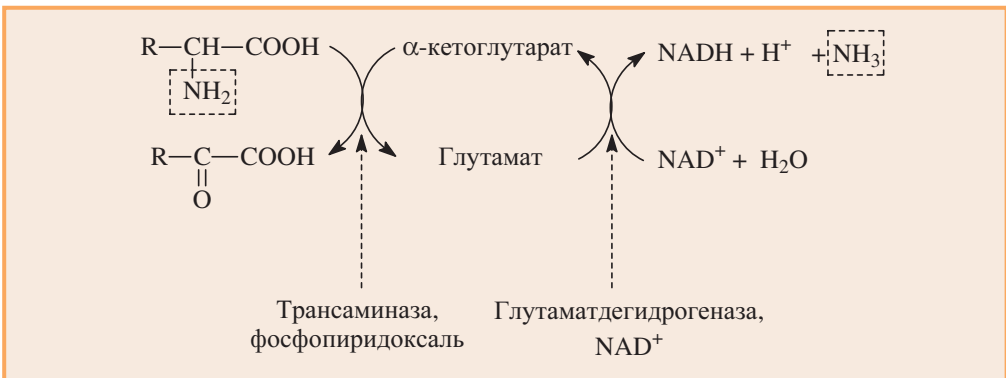 R—CH—COOH α-кетоглутарат NADH + H⁺ + NH₃
NH₂
R—C—COOH Глутамат NAD⁺ + H₂O
O
Трансаминаза, Глутаматдегидрогеназа,
фосфопиридоксаль NAD⁺